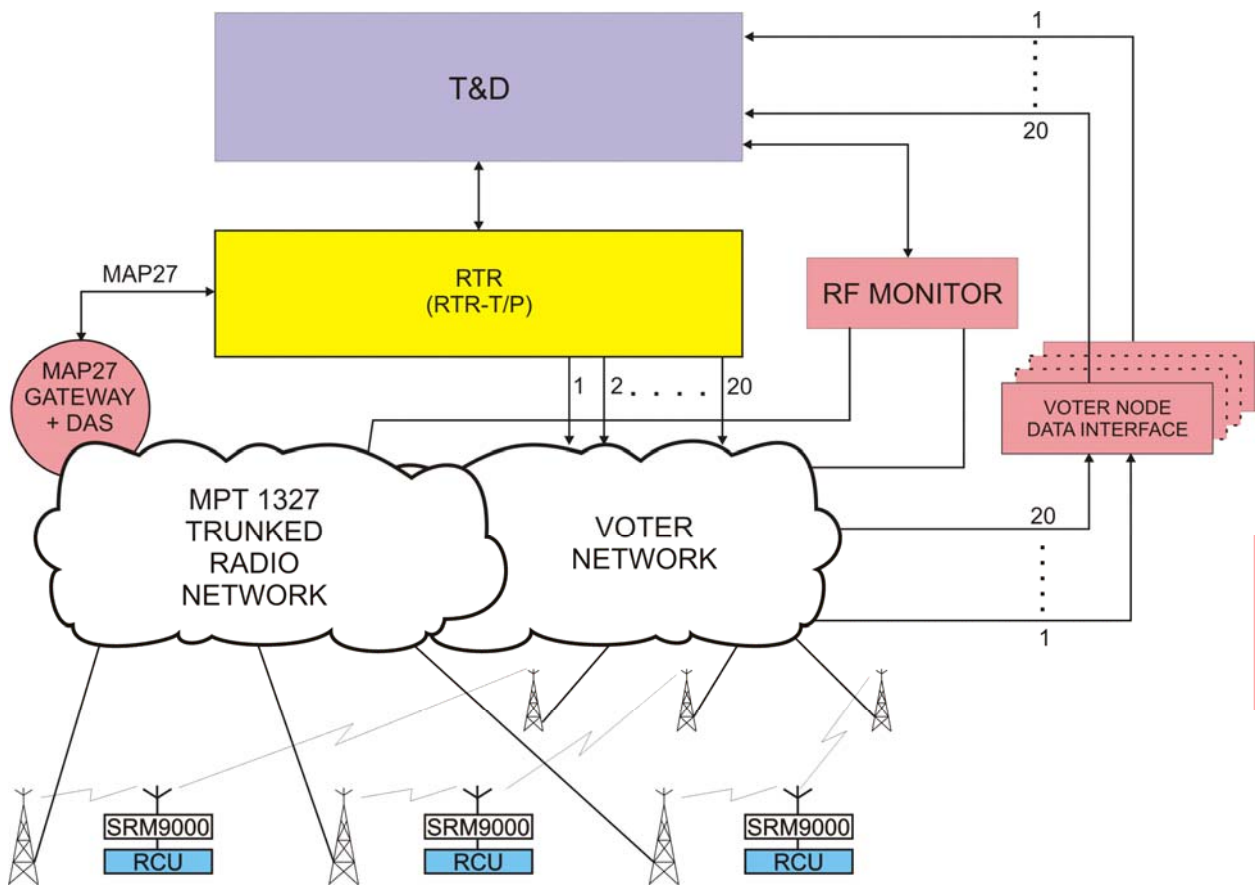 1
T&D
20
MAP27
RTR
(RTR-T/P)
RF MONITOR
MAP27
GATEWAY
+ DAS
1
2
20
VOTER NODE
DATA INTERFACE
MPT 1327
TRUNKED
RADIO
NETWORK
VOTER
NETWORK
20
1
SRM9000
RCU
SRM9000
RCU
SRM9000
RCU